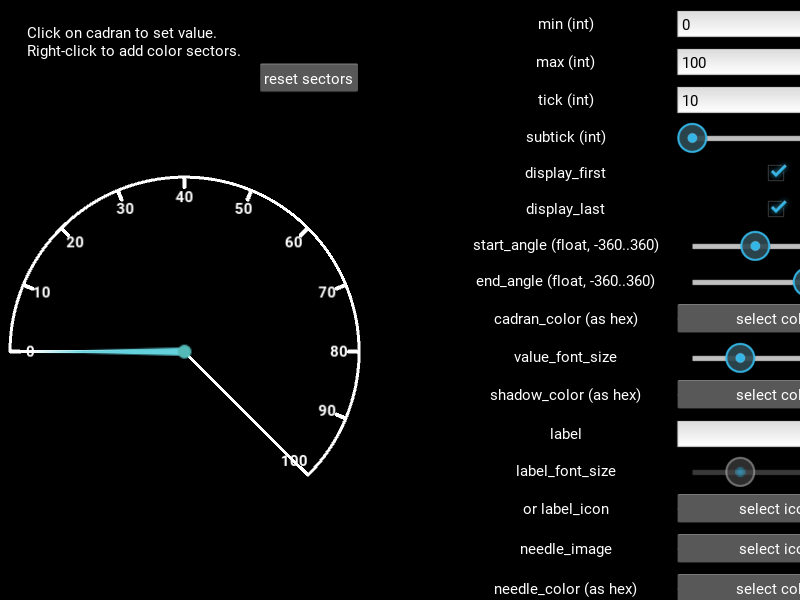 Click on cadran to set value.
Right-click to add color sectors.
reset sectors
0
10
20
30
40
50
60
70
80
90
100
min (int)
0
max (int)
100
tick (int)
10
subtick (int)
display_first
display_last
start_angle (float, -360..360)
end_angle (float, -360..360)
cadran_color (as hex)
select col
value_font_size
shadow_color (as hex)
select col
label
label_font_size
or label_icon
select ico
needle_image
select ico
needle_color (as hex)
select col